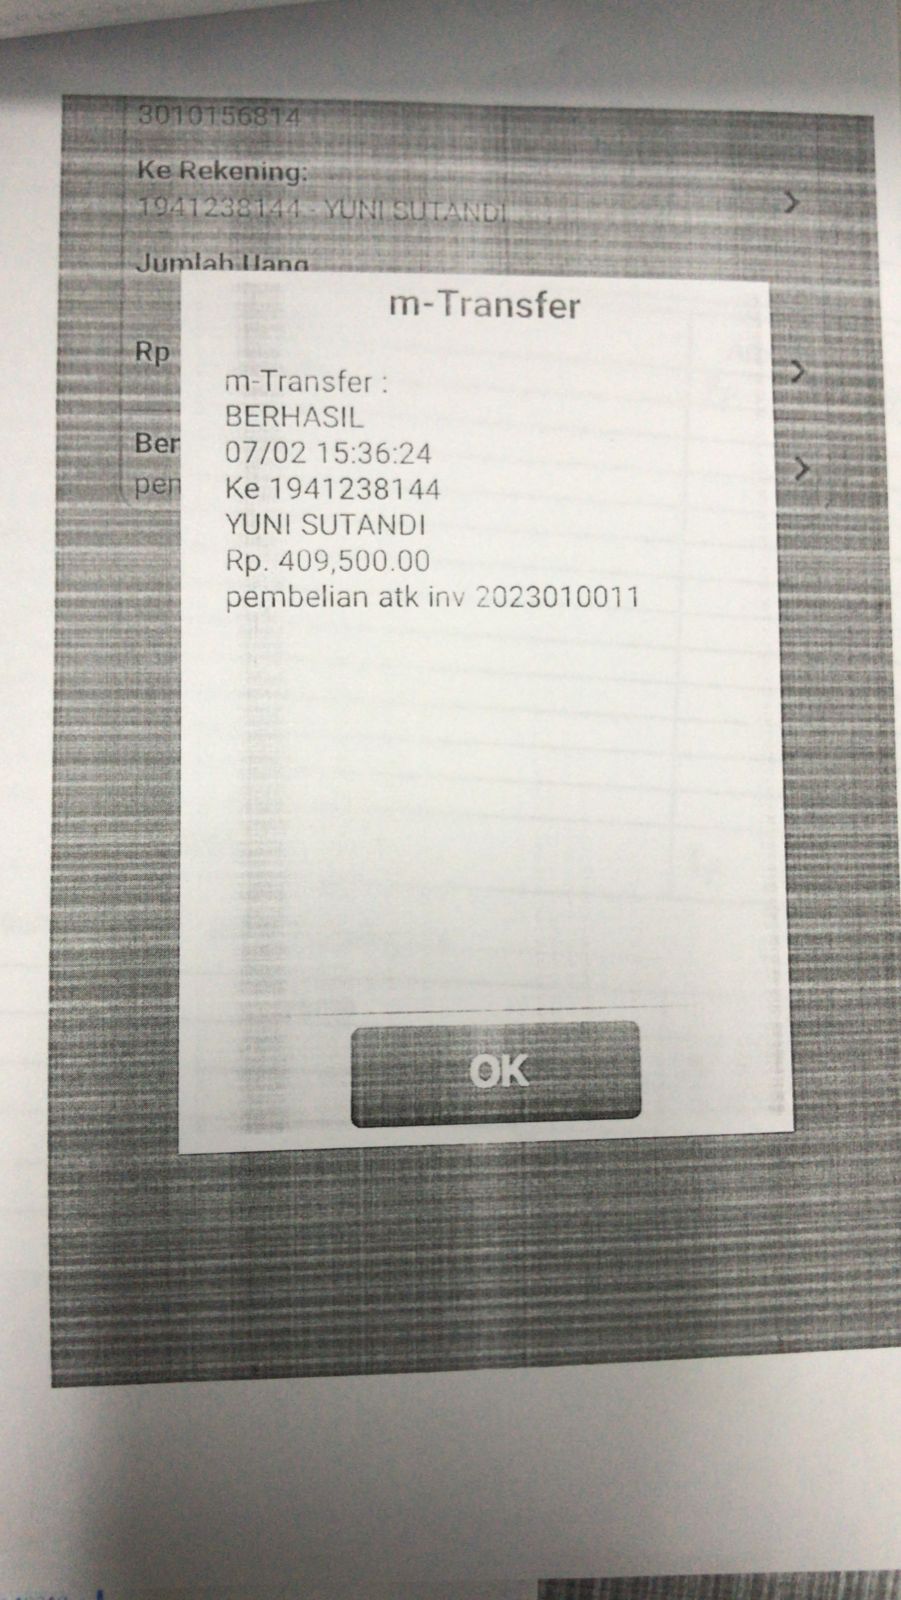 3010156814
Ke Rekening:
1941238144 - YUNI SUTANDI
Jumlah Uang
Rp
Ber
pen
m-Transfer
m-Transfer :
BERHASIL
07/02 15:36:24
Ke 1941238144
YUNI SUTANDI
Rp. 409,500.00
pembelian atk inv 2023010011
OK